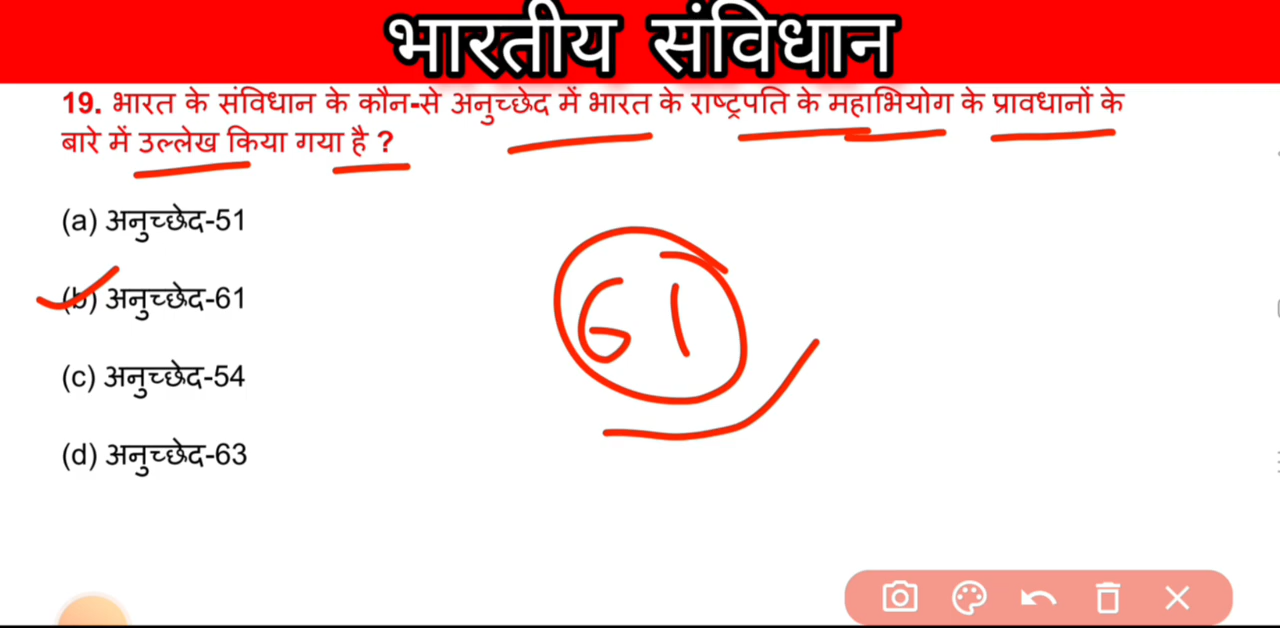 भारतीय संविधान
19. भारत के संविधान के कौन-से अनुच्छेद में भारत के राष्ट्रपति के महाभियोग के प्रावधानों के
बारे में उल्लेख किया गया है ?
(a) अनुच्छेद-51
(b) अनुच्छेद-61
61
(c) अनुच्छेद-54
(d) अनुच्छेद-63